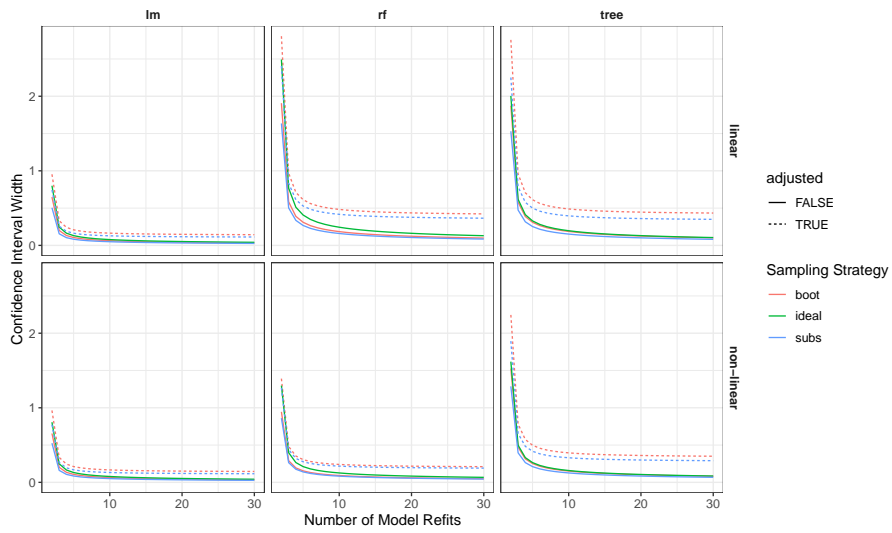 lm
rf
tree
2
1
0
linear
2
1
0
non−linear
10
20
30
10
20
30
10
20
30
Number of Model Refits
Confidence Interval Width
adjusted
FALSE
TRUE
Sampling Strategy
boot
ideal
subs